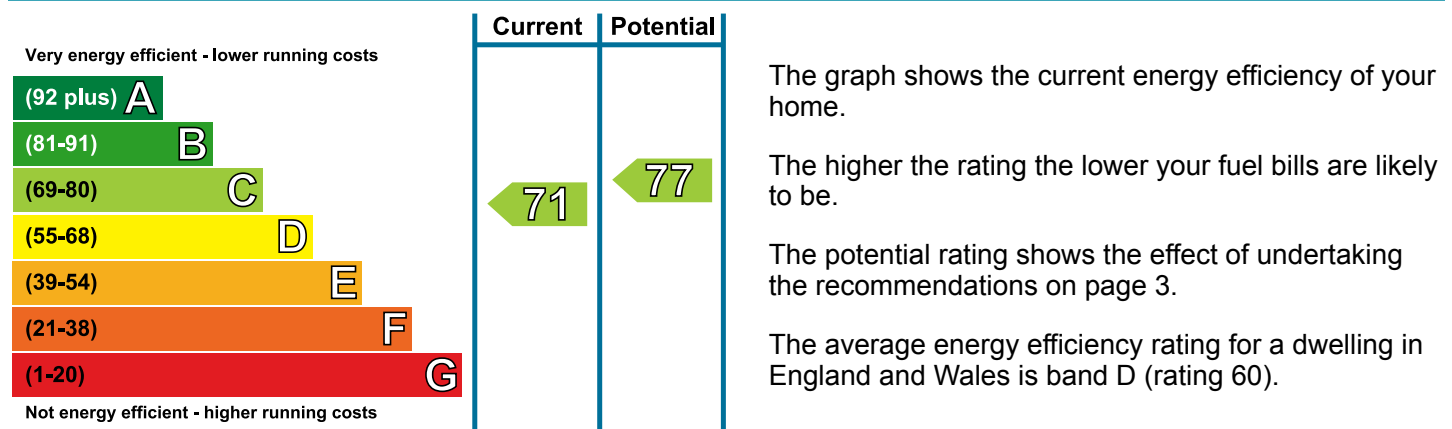 Current Potential
Very energy efficient - lower running costs
(92 plus) A
(81-91) B
(69-80) C
(55-68) D
(39-54) E
(21-38) F
(1-20) G
Not energy efficient - higher running costs
71
77
The graph shows the current energy efficiency of your
home.
The higher the rating the lower your fuel bills are likely
to be.
The potential rating shows the effect of undertaking
the recommendations on page 3.
The average energy efficiency rating for a dwelling in
England and Wales is band D (rating 60).